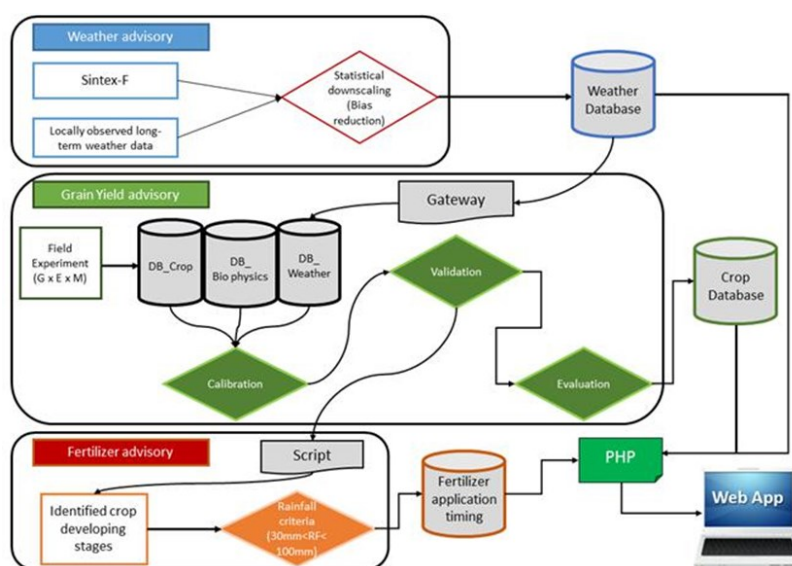 Weather advisory
Sintex-F
Locally observed long-
term weather data
Statistical
downscaling
(Bias
reduction)
Weather
Database
Grain Yield advisory
Gateway
Field
Experiment
(G x E x M)
DB_Crop
DB_
Bio physics
DB_
Weather
Validation
Crop
Database
Calibration
Evaluation
Fertilizer advisory
Script
Identified crop
developing
stages
Rainfall
criteria
(30mm<RF<
100mm)
Fertilizer
application
timing
PHP
Web App